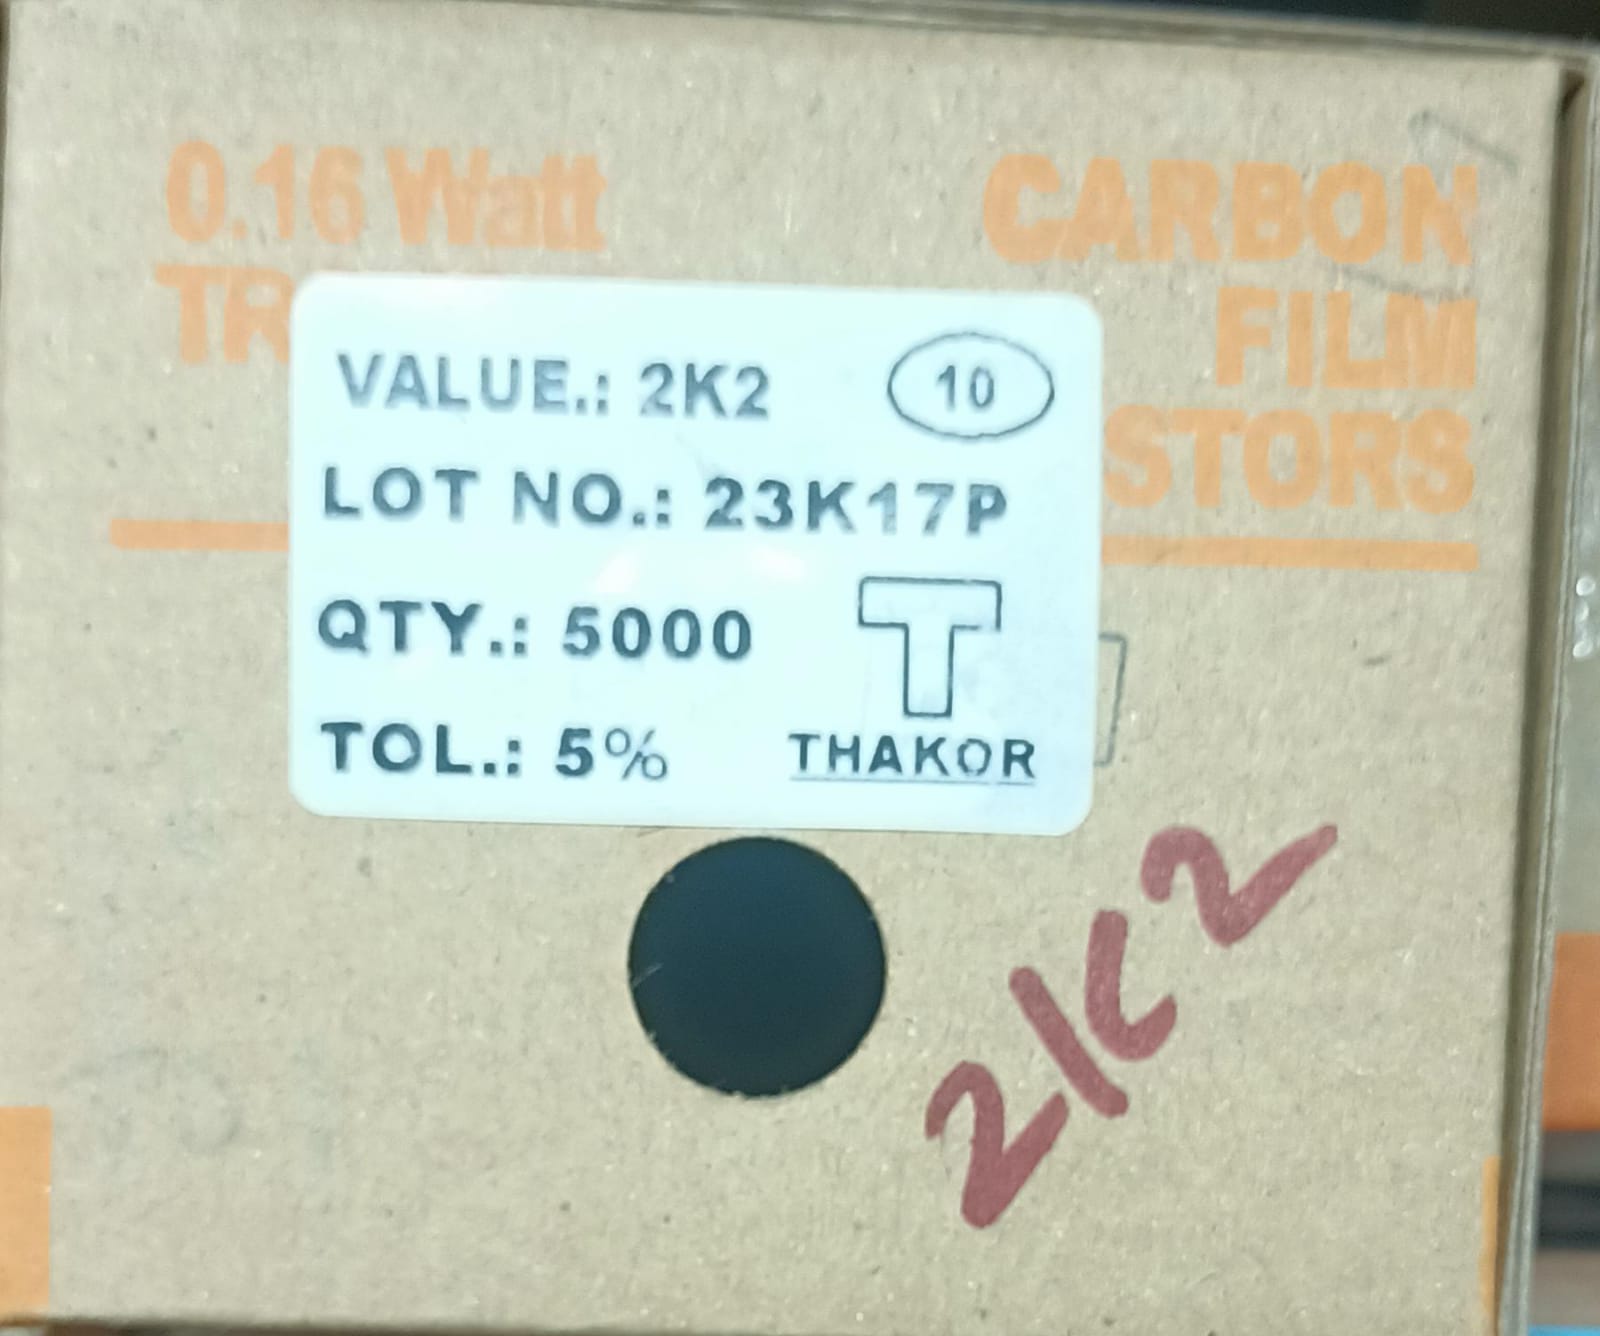 0.16 Watt
CARBON
TR
FILM
STORS
VALUE.: 2K2
10
LOT NO.: 23K17P
QTY.: 5000
T
TOL.: 5%
THAKOR
2K2